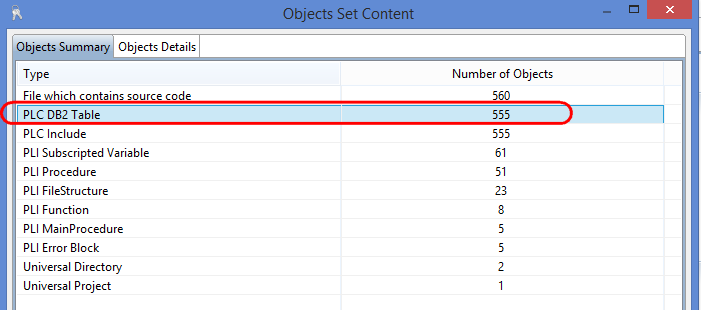 Objects Set Content
Objects Summary Objects Details
Type Number of Objects
File which contains source code 560
PLC DB2 Table 555
PLC Include 555
PLI Subscripted Variable 61
PLI Procedure 51
PLI FileStructure 23
PLI Function 8
PLI MainProcedure 5
PLI Error Block 5
Universal Directory 2
Universal Project 1